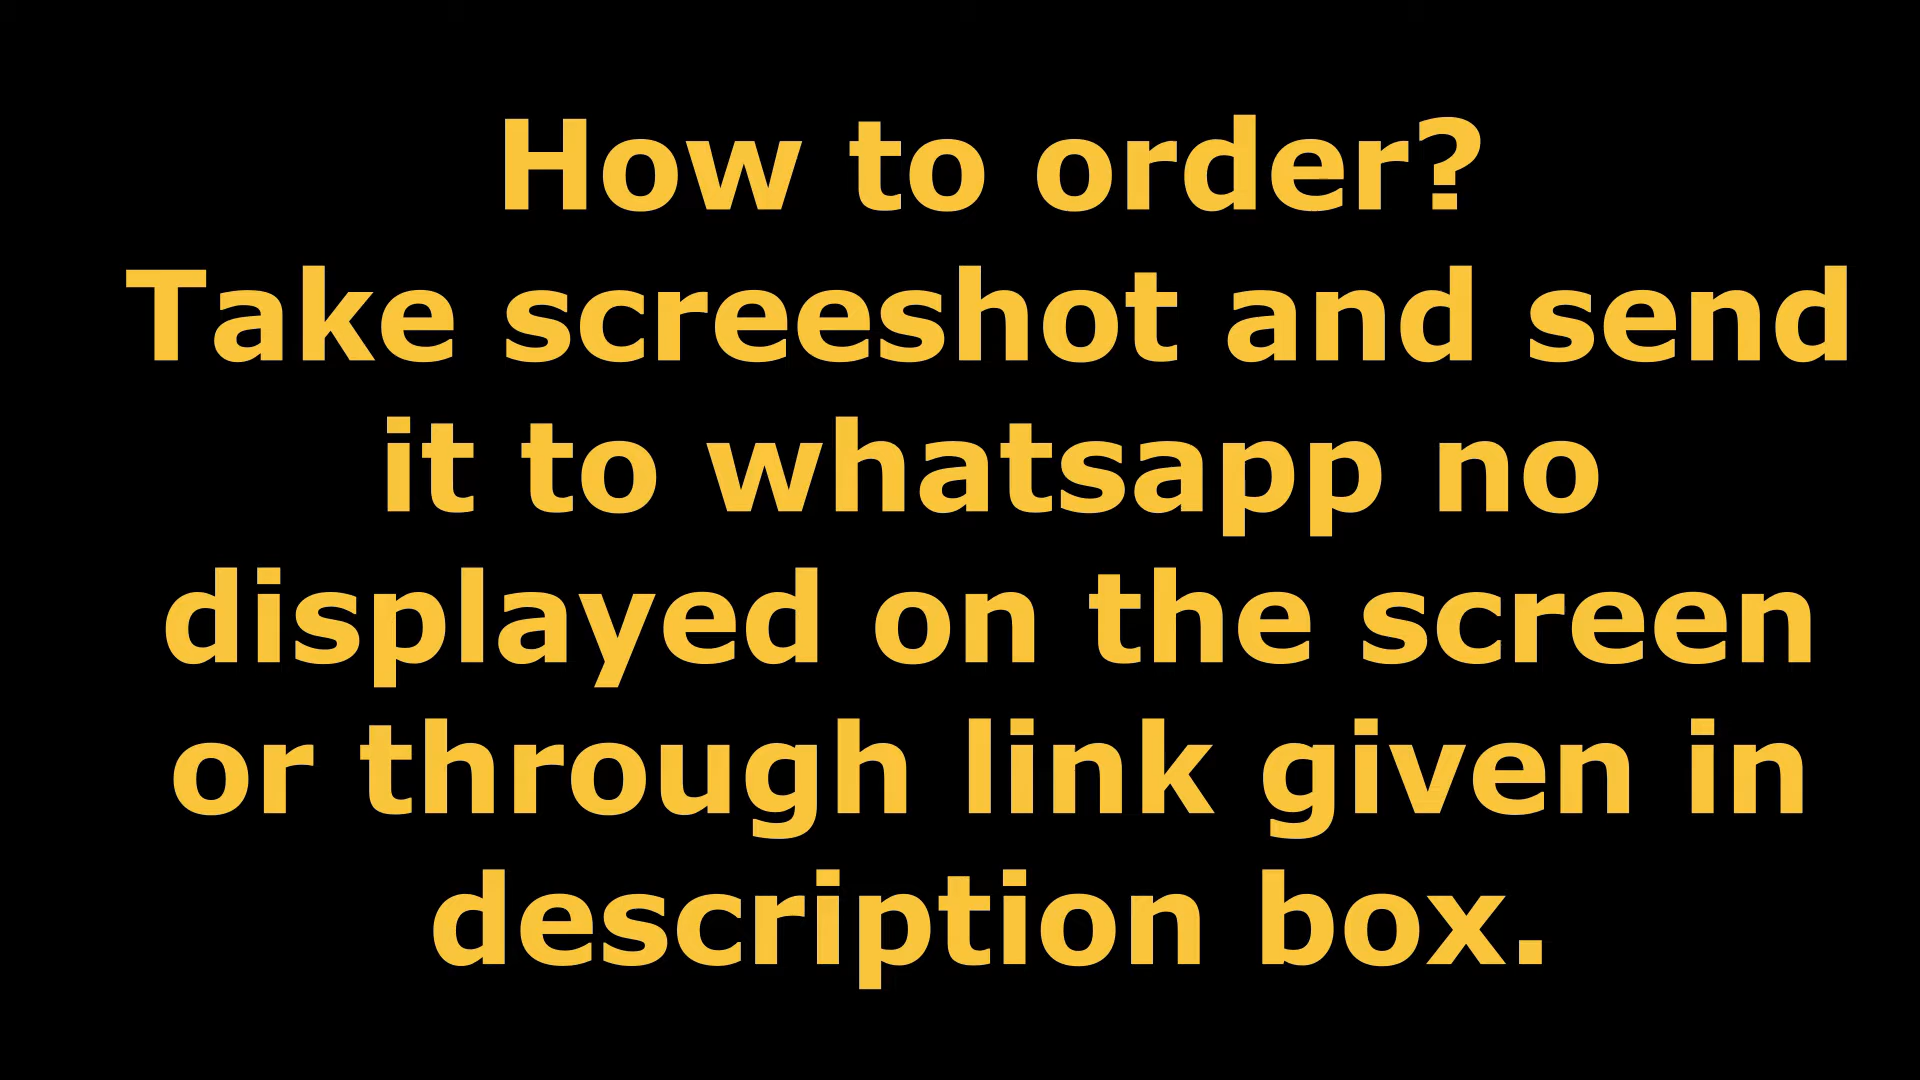 How to order?
Take screeshot and send
it to whatsapp no
displayed on the screen
or through link given in
description box.